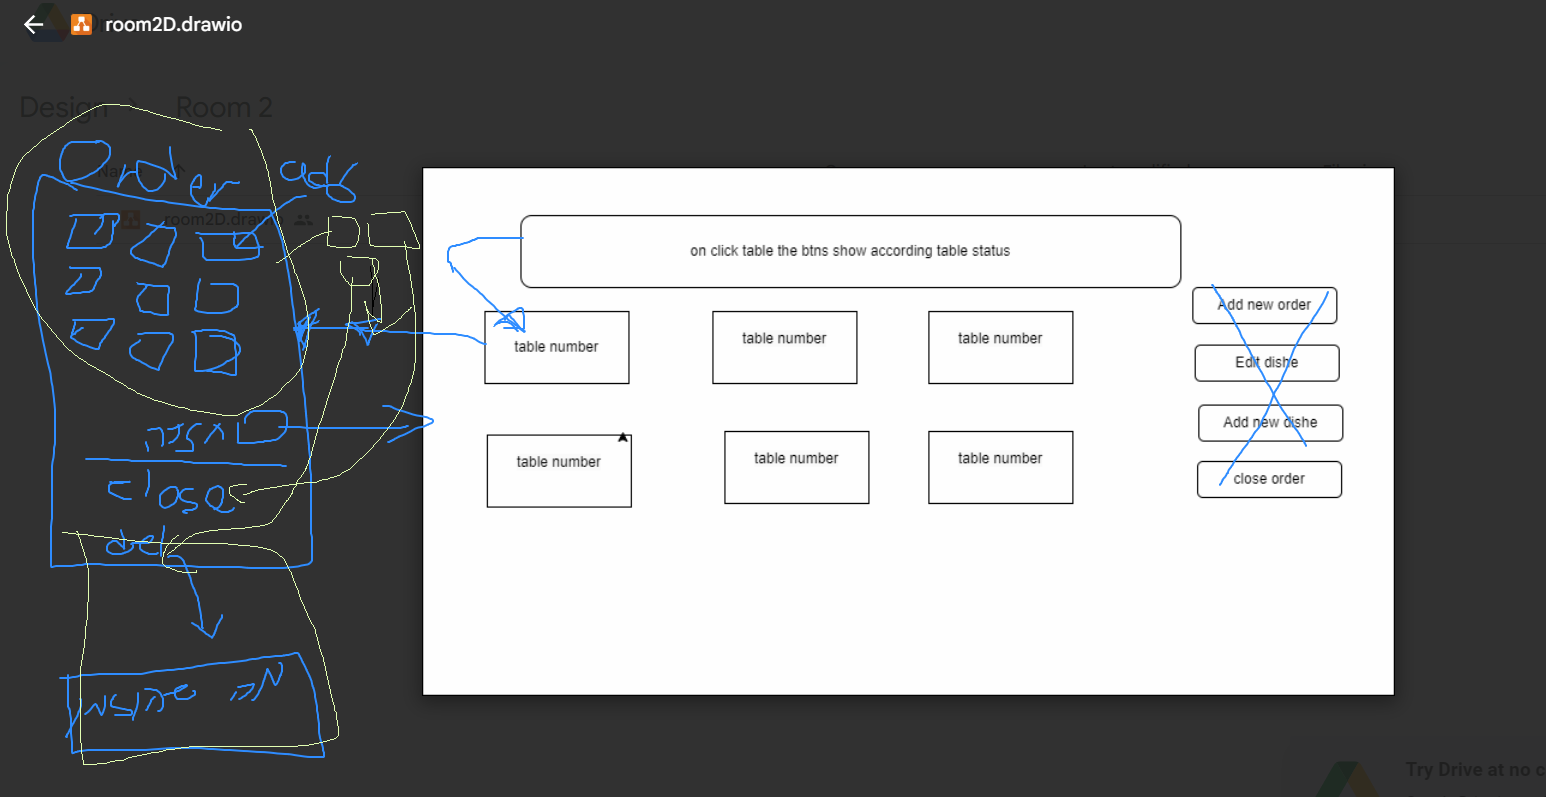 room2D.drawio
Design
Room 2
Order
add
room2D.drawio
on click table the btns show according table status
Add new order
table number
table number
table number
Edit dishe
Add new dishe
table number
table number
table number
close order
close
del
Try Drive at no c